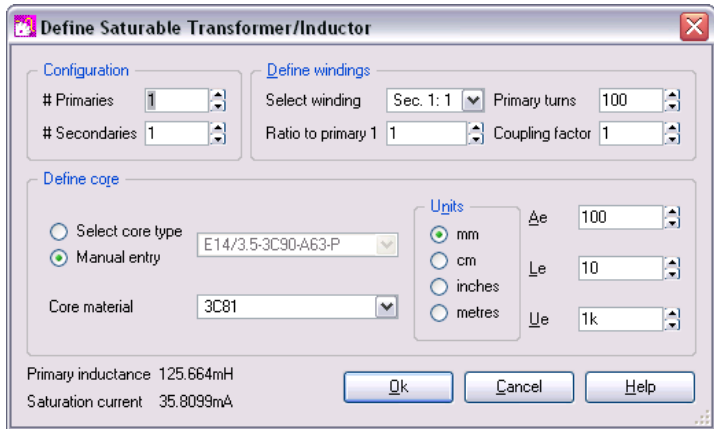 Define Saturable Transformer/Inductor
Configuration
# Primaries 1
# Secondaries 1
Define windings
Select winding Sec. 1: 1 Primary turns 100
Ratio to primary 1 1 Coupling factor 1
Define core
Select core type
Manual entry
E14/3.5-3C90-A63-P
Core material 3C81
Units
mm
cm
inches
metres
Ae 100
Le 10
Ue 1k
Primary inductance 125.664mH
Saturation current 35.8099mA
Ok Cancel Help